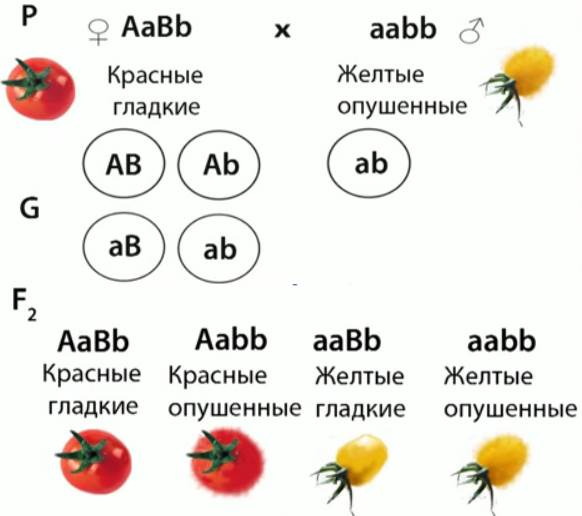 P ♀ AaBb x aabb ♂
Красные Желтые
гладкие опушенные
AB Ab ab
G
aB ab
F2
AaBb Aabb aaBb aabb
Красные Красные Желтые Желтые
гладкие опушенные гладкие опушенные